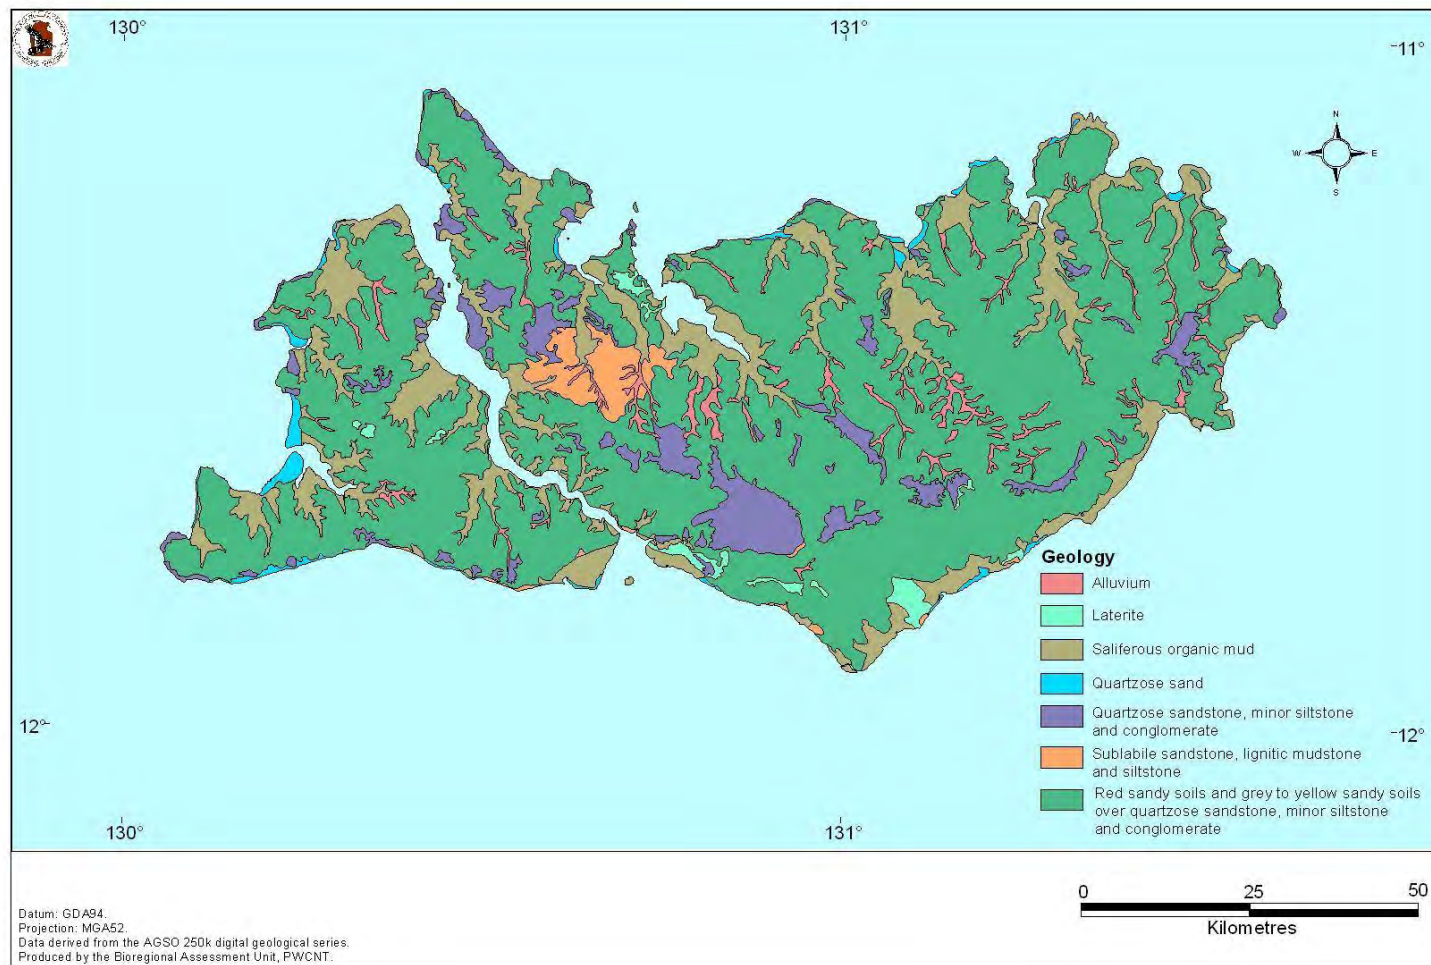 130°
131°
11°
N
W
E
S
Geology
Alluvium
Laterite
Saliferous organic mud
Quartzose sand
Quartzose sandstone, minor siltstone
and conglomerate
Sublabile sandstone, lignitic mudstone
and siltstone
Red sandy soils and grey to yellow sandy soils
over quartzose sandstone, minor siltstone
and conglomerate
12°
12°
130°
131°
0 25 50
Kilometres
Datum: GDA94.
Projection: MGA52.
Data derived from the AGSO 250k digital geological series.
Produced by the Bioregional Assessment Unit, PWCNT.